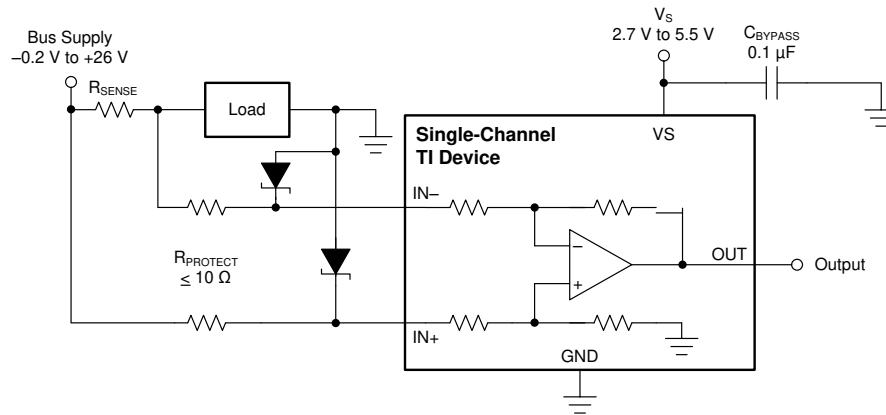 Bus Supply
–0.2 V to +26 V
RSENSE
Load
VS
2.7 V to 5.5 V
CBYPASS
0.1 µF
Single-Channel
TI Device
VS
IN–
RPROTECT
≤ 10 Ω
–
+
OUT
Output
IN+
GND